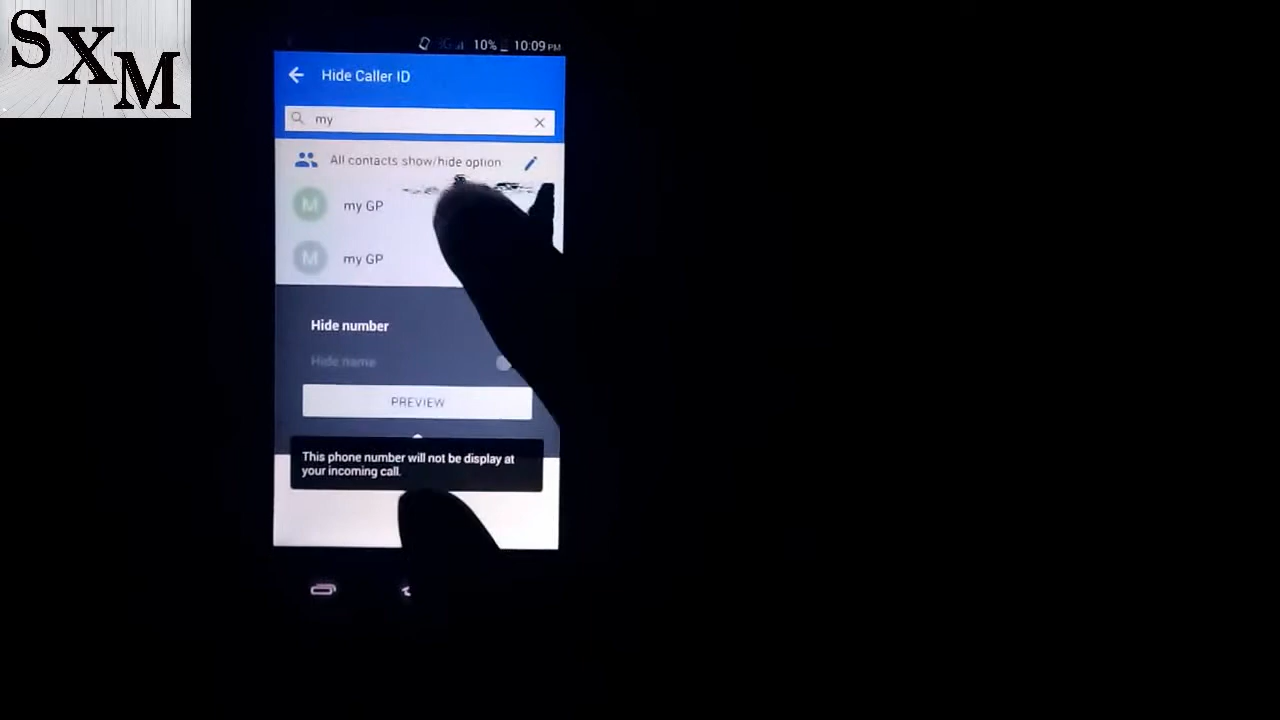 SXM
10% 10:09 PM
Hide Caller ID
my
All contacts show/hide option
M my GP
M my GP
Hide number
Hide name
PREVIEW
This phone number will not be display at
your incoming call.